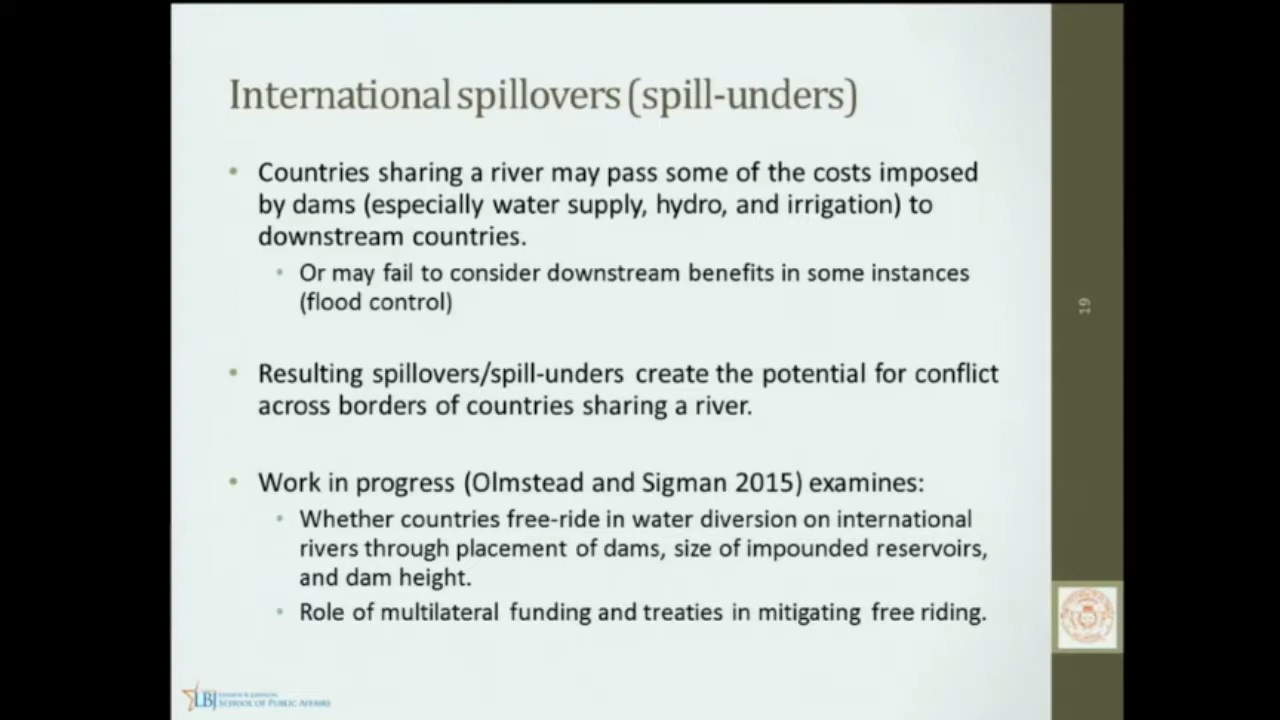 International spillovers (spill-unders)
• Countries sharing a river may pass some of the costs imposed
by dams (especially water supply, hydro, and irrigation) to
downstream countries.
• Or may fail to consider downstream benefits in some instances
(flood control)
• Resulting spillovers/spill-unders create the potential for conflict
across borders of countries sharing a river.
• Work in progress (Olmstead and Sigman 2015) examines:
• Whether countries free-ride in water diversion on international
rivers through placement of dams, size of impounded reservoirs,
and dam height.
• Role of multilateral funding and treaties in mitigating free riding.
19
LBJ
SCHOOL OF PUBLIC AFFAIRS